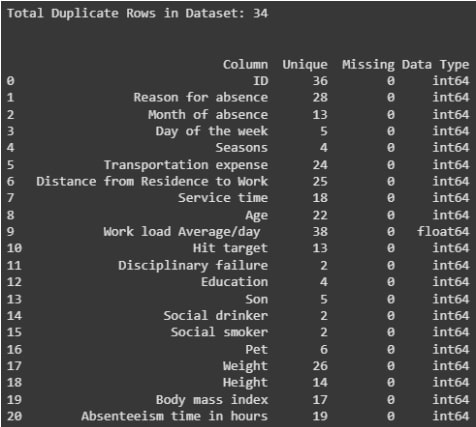 Total Duplicate Rows in Dataset: 34
Column Unique Missing Data Type
0 ID 36 0 int64
1 Reason for absence 28 0 int64
2 Month of absence 13 0 int64
3 Day of the week 5 0 int64
4 Seasons 4 0 int64
5 Transportation expense 24 0 int64
6 Distance from Residence to Work 25 0 int64
7 Service time 18 0 int64
8 Age 22 0 int64
9 Work load Average/day 38 0 float64
10 Hit target 13 0 int64
11 Disciplinary failure 2 0 int64
12 Education 4 0 int64
13 Son 5 0 int64
14 Social drinker 2 0 int64
15 Social smoker 2 0 int64
16 Pet 6 0 int64
17 Weight 26 0 int64
18 Height 14 0 int64
19 Body mass index 17 0 int64
20 Absenteeism time in hours 19 0 int64